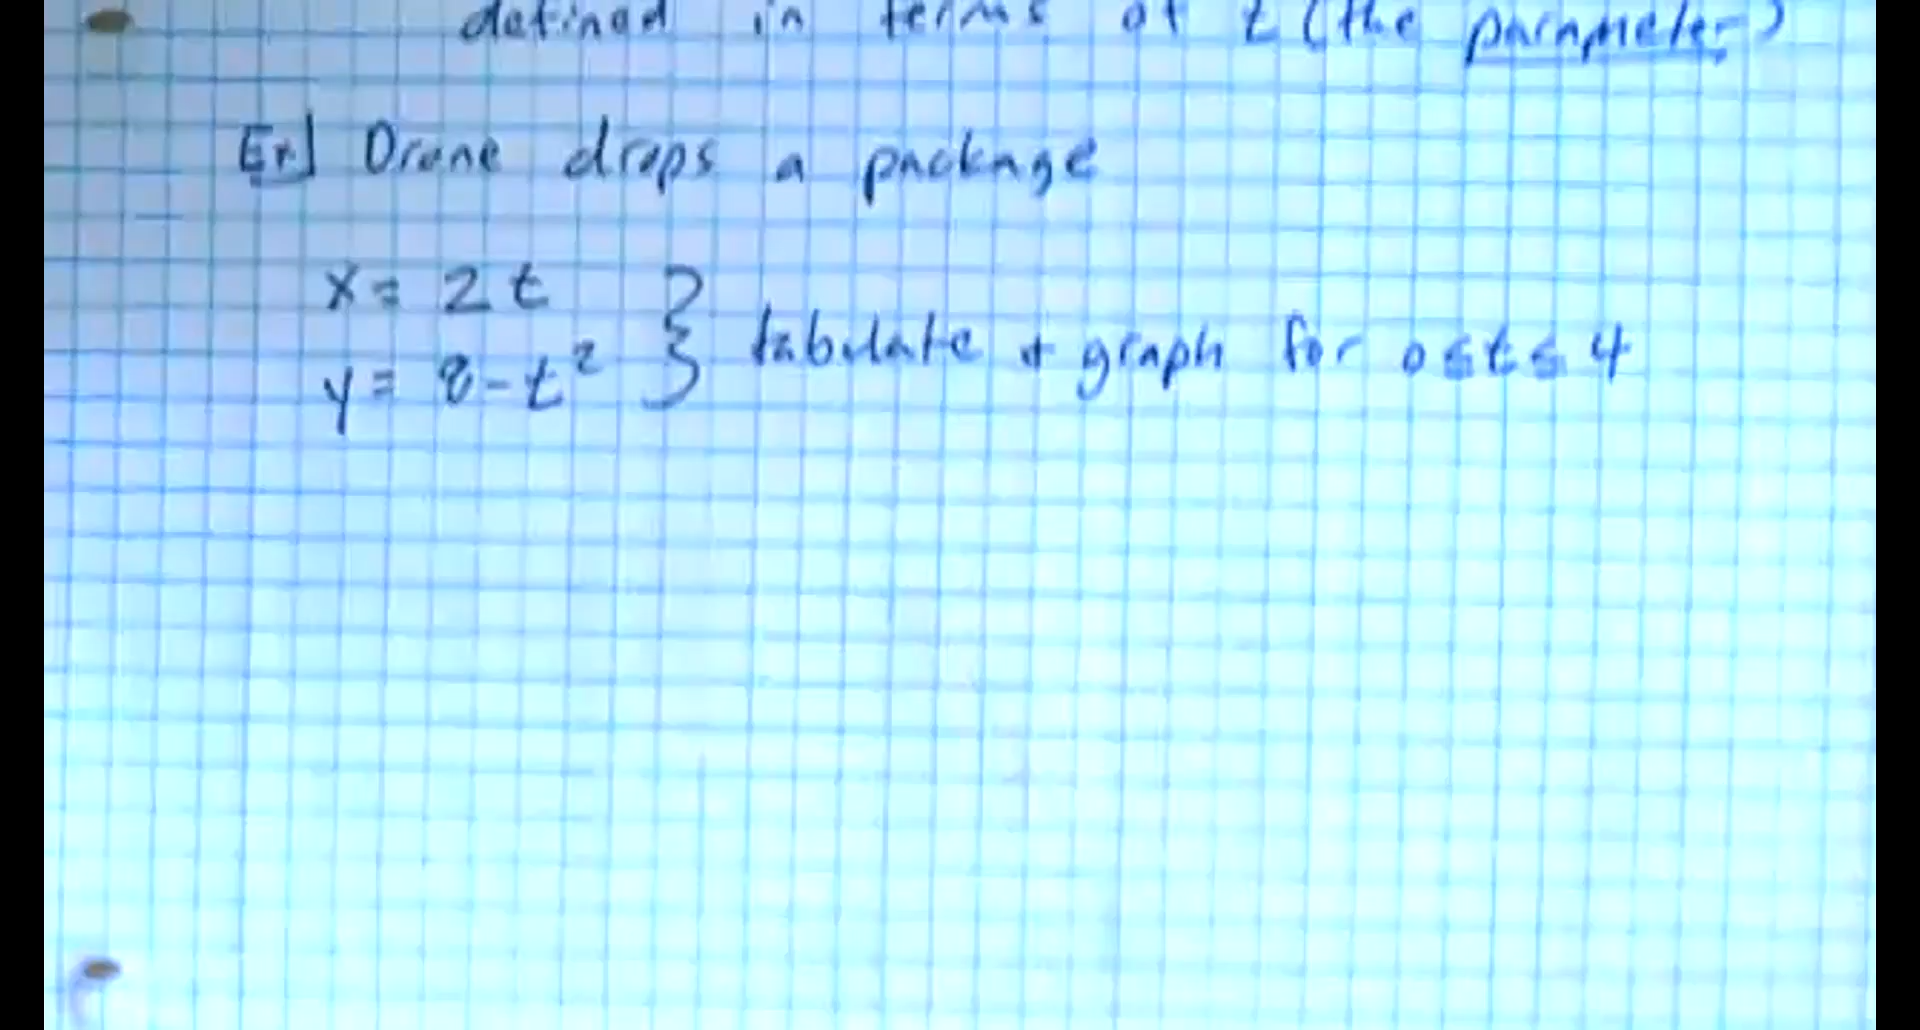 defined in terms of t (the parameter)
Ex] Drone drops a package
x = 2t
y = 8 - t² } tabulate + graph for 0 ≤ t ≤ 4